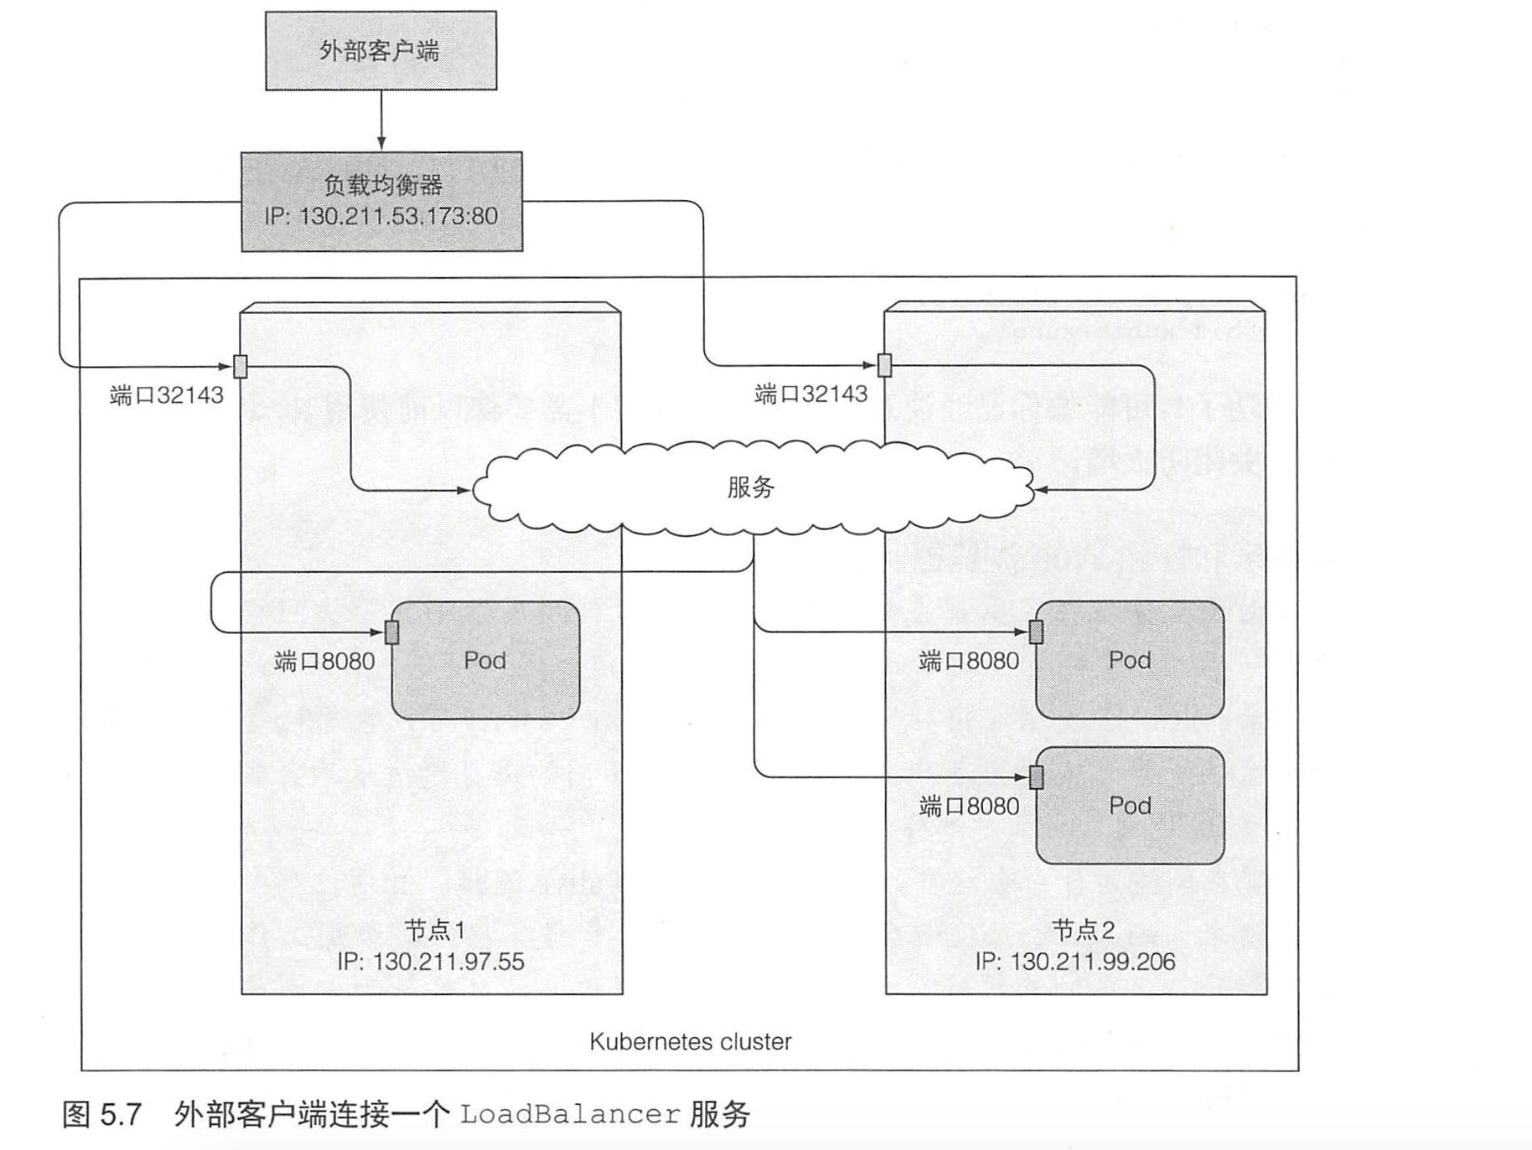 外部客户端
负载均衡器
IP: 130.211.53.173:80
端口32143
端口32143
服务
端口8080
Pod
端口8080
Pod
端口8080
Pod
节点1
IP: 130.211.97.55
节点2
IP: 130.211.99.206
Kubernetes cluster
图 5.7 外部客户端连接一个 LoadBalancer 服务